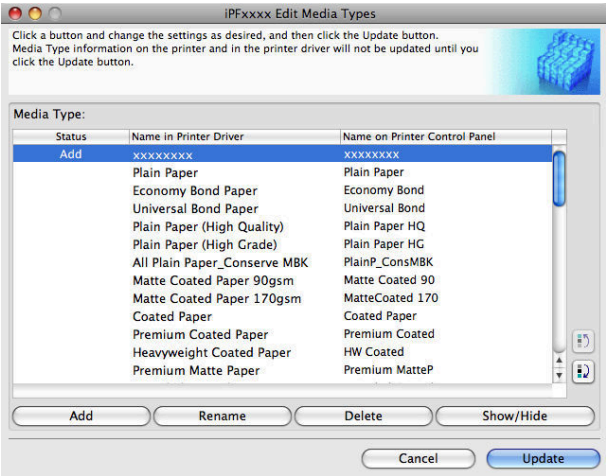 iPFxxxx Edit Media Types
Click a button and change the settings as desired, and then click the Update button.
Media Type information on the printer and in the printer driver will not be updated until you
click the Update button.
Media Type:
Status Name in Printer Driver Name on Printer Control Panel
Add xxxxxxxx xxxxxxxx
Plain Paper Plain Paper
Economy Bond Paper Economy Bond
Universal Bond Paper Universal Bond
Plain Paper (High Quality) Plain Paper HQ
Plain Paper (High Grade) Plain Paper HG
All Plain Paper_Conserve MBK PlainP_ConsMBK
Matte Coated Paper 90gsm Matte Coated 90
Matte Coated Paper 170gsm MatteCoated 170
Coated Paper Coated Paper
Premium Coated Paper Premium Coated
Heavyweight Coated Paper HW Coated
Premium Matte Paper Premium MatteP
Add Rename Delete Show/Hide
Cancel Update